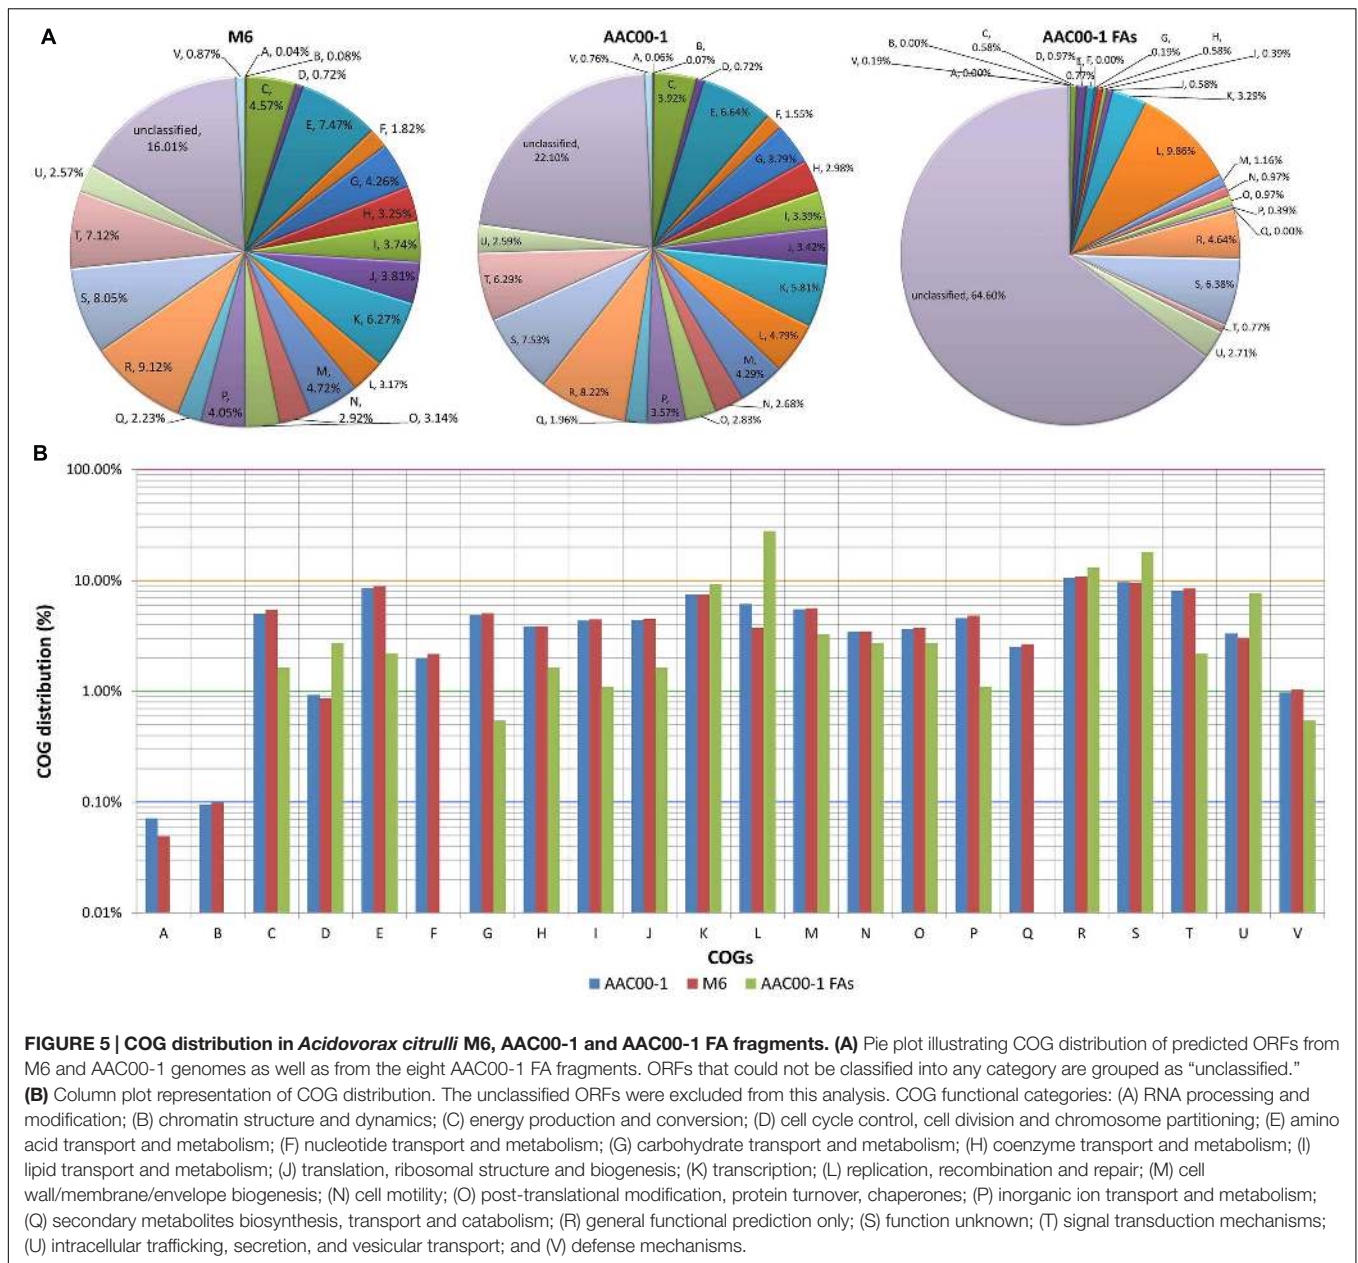 A
M6
AAC00-1
AAC00-1 FAs
V, 0.87%
A, 0.04%
B, 0.08%
D, 0.72%
C, 4.57%
E, 7.47%
F, 1.82%
G, 4.26%
H, 3.25%
I, 3.74%
J, 3.81%
K, 6.27%
L, 3.17%
M, 4.72%
N, 2.92%
O, 3.14%
P, 4.05%
Q, 2.23%
R, 9.12%
S, 8.05%
T, 7.12%
U, 2.57%
unclassified, 16.01%
V, 0.76%
A, 0.06%
B, 0.07%
D, 0.72%
C, 3.92%
E, 6.64%
F, 1.55%
G, 3.79%
H, 2.98%
I, 3.39%
J, 3.42%
K, 5.81%
L, 4.79%
M, 4.29%
N, 2.68%
O, 2.83%
P, 3.57%
Q, 1.96%
R, 8.22%
S, 7.53%
T, 6.29%
U, 2.59%
unclassified, 22.10%
V, 0.19%
B, 0.00%
A, 0.00%
C, 0.58%
D, 0.97%
0.77%
F, 0.00%
G, 0.19%
H, 0.58%
I, 0.39%
J, 0.58%
K, 3.29%
L, 9.86%
M, 1.16%
N, 0.97%
O, 0.97%
P, 0.39%
Q, 0.00%
R, 4.64%
S, 6.38%
T, 0.77%
U, 2.71%
unclassified, 64.60%
B
COG distribution (%)
100.00%
10.00%
1.00%
0.10%
0.01%
A B C D E F G H I J K L M N O P Q R S T U V
COGs
AAC00-1 M6 AAC00-1 FAs
FIGURE 5 | COG distribution in Acidovorax citrulli M6, AAC00-1 and AAC00-1 FA fragments. (A) Pie plot illustrating COG distribution of predicted ORFs from
M6 and AAC00-1 genomes as well as from the eight AAC00-1 FA fragments. ORFs that could not be classified into any category are grouped as “unclassified.”
(B) Column plot representation of COG distribution. The unclassified ORFs were excluded from this analysis. COG functional categories: (A) RNA processing and
modification; (B) chromatin structure and dynamics; (C) energy production and conversion; (D) cell cycle control, cell division and chromosome partitioning; (E) amino
acid transport and metabolism; (F) nucleotide transport and metabolism; (G) carbohydrate transport and metabolism; (H) coenzyme transport and metabolism; (I)
lipid transport and metabolism; (J) translation, ribosomal structure and biogenesis; (K) transcription; (L) replication, recombination and repair; (M) cell
wall/membrane/envelope biogenesis; (N) cell motility; (O) post-translational modification, protein turnover, chaperones; (P) inorganic ion transport and metabolism;
(Q) secondary metabolites biosynthesis, transport and catabolism; (R) general functional prediction only; (S) function unknown; (T) signal transduction mechanisms;
(U) intracellular trafficking, secretion, and vesicular transport; and (V) defense mechanisms.